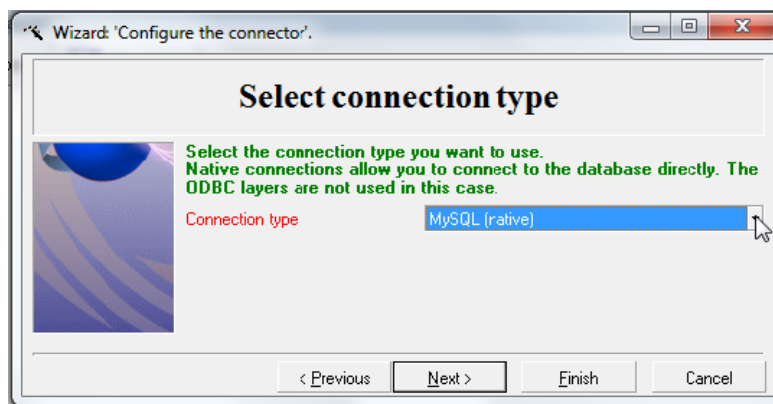 Wizard: 'Configure the connector'.
Select connection type
Select the connection type you want to use.
Native connections allow you to connect to the database directly. The
ODBC layers are not used in this case.
Connection type
MySQL (native)
< Previous
Next >
Finish
Cancel